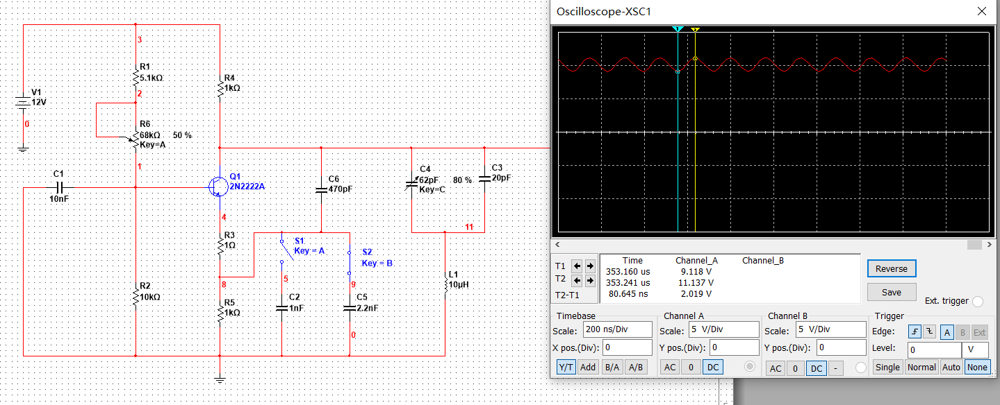 Oscilloscope-XSC1
3
R1
5.1kΩ
R4
1kΩ
V1
12V
2
0
R6
68kΩ 50 %
Key=A
1
C1
10nF
Q1
2N2222A
C6
470pF
C4
62pF 80 %
Key=C
C3
20pF
4
R3
1Ω
S1
Key = A
S2
Key = B
11
8
5
9
R2
10kΩ
R5
1kΩ
C2
1nF
C5
2.2nF
L1
10µH
0
T1
T2
T2-T1
Time Channel_A Channel_B
353.160 us 9.118 V
353.241 us 11.137 V
80.645 ns 2.019 V
Reverse
Save
Ext. trigger
Timebase
Scale: 200 ns/Div
X pos.(Div): 0
Y/T Add B/A A/B
Channel A
Scale: 5 V/Div
Y pos.(Div): 0
AC 0 DC
Channel B
Scale: 5 V/Div
Y pos.(Div): 0
AC 0 DC -
Trigger
Edge: A B Ext
Level: 0 V
Single Normal Auto None